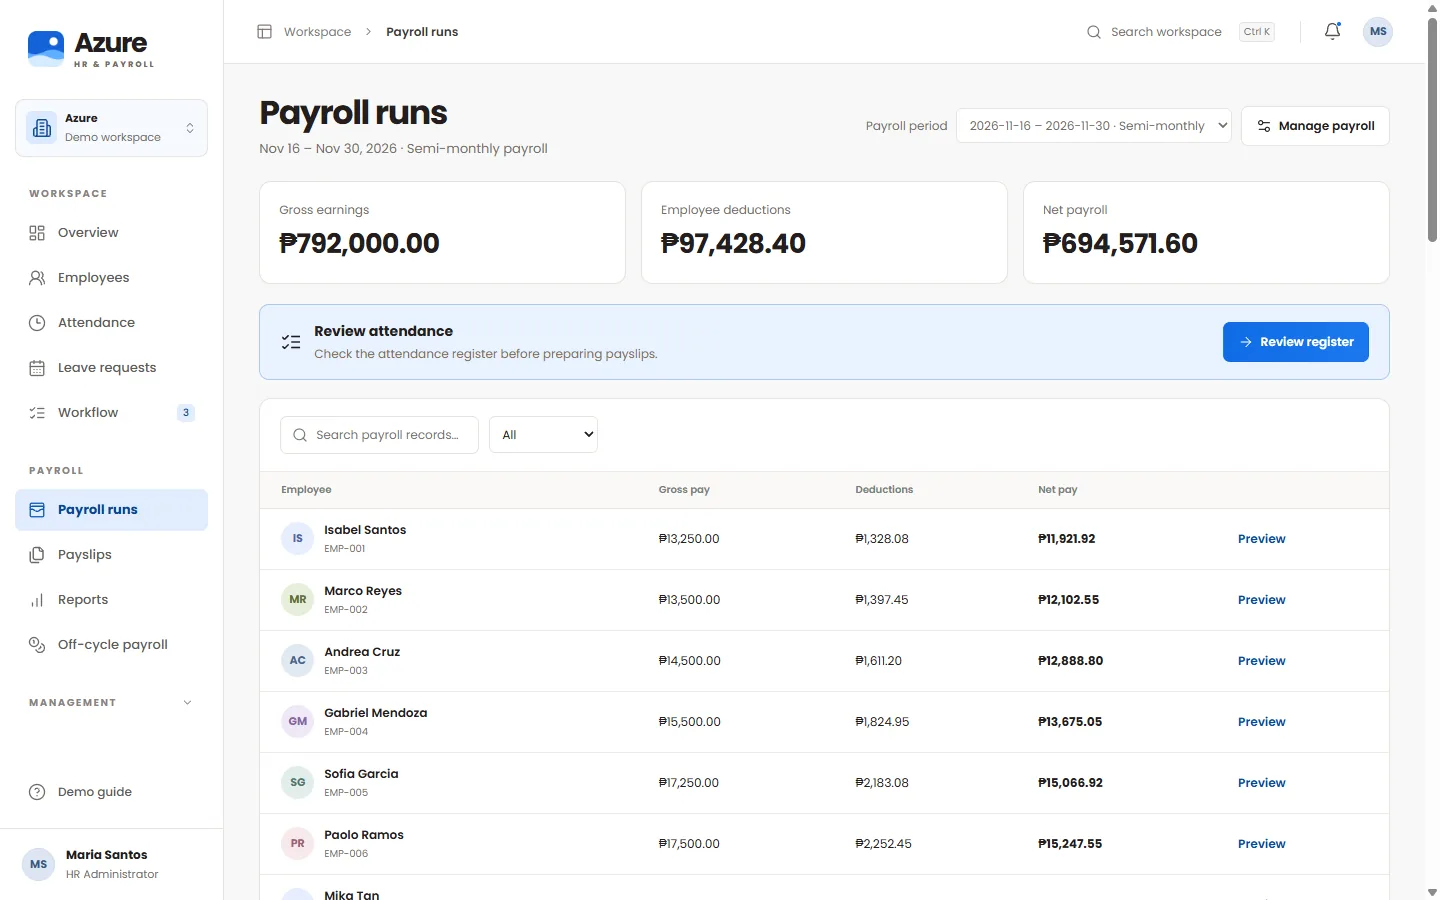 Azure
HR & PAYROLL
Azure
Demo workspace
WORKSPACE
Overview
Employees
Attendance
Leave requests
Workflow 3
PAYROLL
Payroll runs
Payslips
Reports
Off-cycle payroll
MANAGEMENT
Demo guide
MS
Maria Santos
HR Administrator
Workspace > Payroll runs
Search workspace Ctrl K
MS
Payroll runs
Nov 16 – Nov 30, 2026 · Semi-monthly payroll
Payroll period 2026-11-16 – 2026-11-30 · Semi-monthly
Manage payroll
Gross earnings
₱792,000.00
Employee deductions
₱97,428.40
Net payroll
₱694,571.60
Review attendance
Check the attendance register before preparing payslips.
Review register
Search payroll records...
All
Employee Gross pay Deductions Net pay
IS Isabel Santos ₱13,250.00 ₱1,328.08 ₱11,921.92 Preview
EMP-001
MR Marco Reyes ₱13,500.00 ₱1,397.45 ₱12,102.55 Preview
EMP-002
AC Andrea Cruz ₱14,500.00 ₱1,611.20 ₱12,888.80 Preview
EMP-003
GM Gabriel Mendoza ₱15,500.00 ₱1,824.95 ₱13,675.05 Preview
EMP-004
SG Sofia Garcia ₱17,250.00 ₱2,183.08 ₱15,066.92 Preview
EMP-005
PR Paolo Ramos ₱17,500.00 ₱2,252.45 ₱15,247.55 Preview
EMP-006
Mika Tan